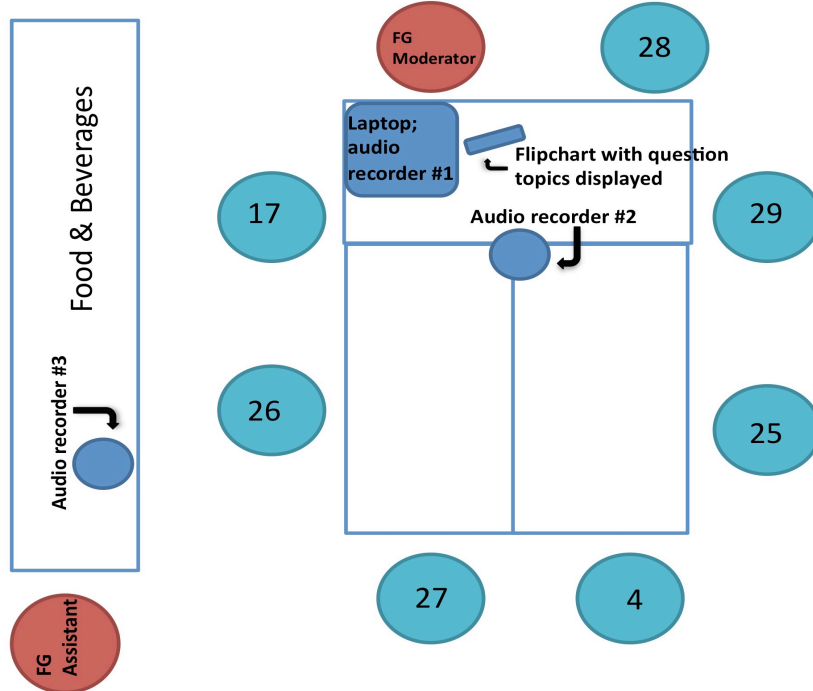 FG
Moderator
28
Laptop;
audio
recorder #1
Flipchart with question
topics displayed
Audio recorder #2
17
29
Food & Beverages
Audio recorder #3
26
25
27
4
FG
Assistant